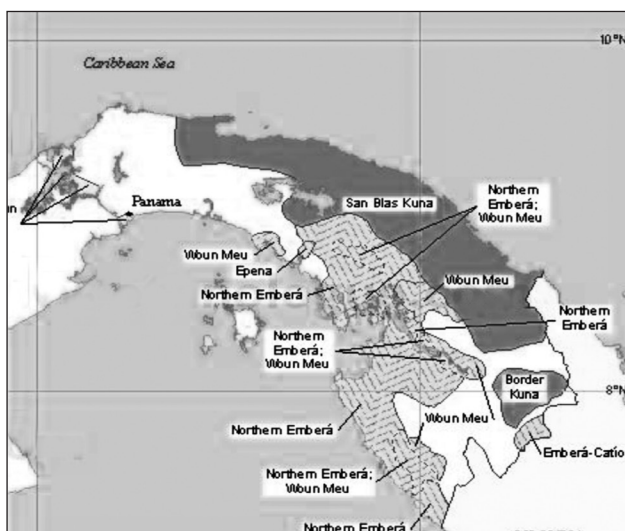 10°N
Caribbean Sea
Panama
San Blas Kuna
Northern
Emberá;
Woun Meu
Woun Meu
Epena
Woun Meu
Northern Emberá
Northern
Emberá
Northern
Emberá;
Woun Meu
Border
Kuna
8°N
Northern Emberá
Woun Meu
Emberá-Catío
Northern Emberá;
Woun Meu
Northern Emberá